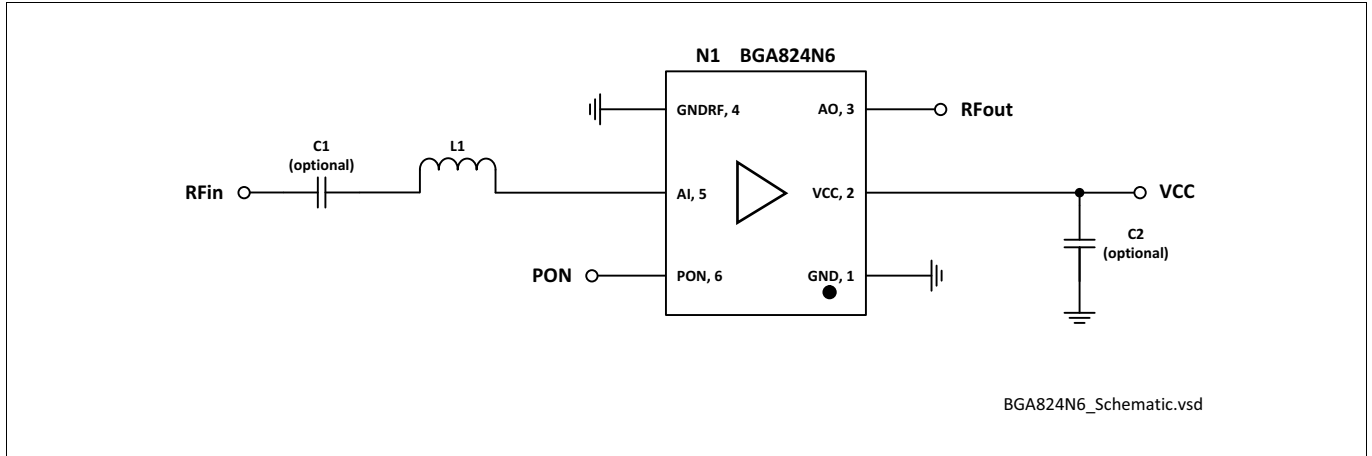 N1 BGA824N6
GNDRF, 4
AO, 3
RFout
C1
(optional)
L1
RFin
AI, 5
VCC, 2
VCC
C2
(optional)
PON
PON, 6
GND, 1
BGA824N6_Schematic.vsd